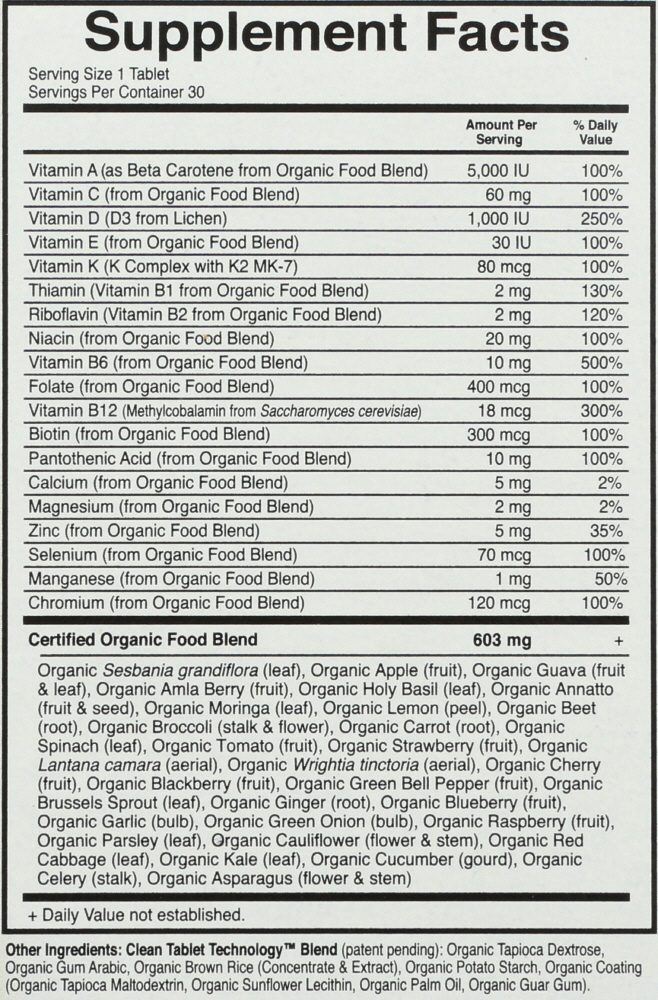 Supplement Facts
Serving Size 1 Tablet
Servings Per Container 30
Amount Per Serving % Daily Value
Vitamin A (as Beta Carotene from Organic Food Blend) 5,000 IU 100%
Vitamin C (from Organic Food Blend) 60 mg 100%
Vitamin D (D3 from Lichen) 1,000 IU 250%
Vitamin E (from Organic Food Blend) 30 IU 100%
Vitamin K (K Complex with K2 MK-7) 80 mcg 100%
Thiamin (Vitamin B1 from Organic Food Blend) 2 mg 130%
Riboflavin (Vitamin B2 from Organic Food Blend) 2 mg 120%
Niacin (from Organic Food Blend) 20 mg 100%
Vitamin B6 (from Organic Food Blend) 10 mg 500%
Folate (from Organic Food Blend) 400 mcg 100%
Vitamin B12 (Methylcobalamin from Saccharomyces cerevisiae) 18 mcg 300%
Biotin (from Organic Food Blend) 300 mcg 100%
Pantothenic Acid (from Organic Food Blend) 10 mg 100%
Calcium (from Organic Food Blend) 5 mg 2%
Magnesium (from Organic Food Blend) 2 mg 2%
Zinc (from Organic Food Blend) 5 mg 35%
Selenium (from Organic Food Blend) 70 mcg 100%
Manganese (from Organic Food Blend) 1 mg 50%
Chromium (from Organic Food Blend) 120 mcg 100%
Certified Organic Food Blend 603 mg +
Organic Sesbania grandiflora (leaf), Organic Apple (fruit), Organic Guava (fruit
& leaf), Organic Amla Berry (fruit), Organic Holy Basil (leaf), Organic Annatto
(fruit & seed), Organic Moringa (leaf), Organic Lemon (peel), Organic Beet
(root), Organic Broccoli (stalk & flower), Organic Carrot (root), Organic
Spinach (leaf), Organic Tomato (fruit), Organic Strawberry (fruit), Organic
Lantana camara (aerial), Organic Wrightia tinctoria (aerial), Organic Cherry
(fruit), Organic Blackberry (fruit), Organic Green Bell Pepper (fruit), Organic
Brussels Sprout (leaf), Organic Ginger (root), Organic Blueberry (fruit),
Organic Garlic (bulb), Organic Green Onion (bulb), Organic Raspberry (fruit),
Organic Parsley (leaf), Organic Cauliflower (flower & stem), Organic Red
Cabbage (leaf), Organic Kale (leaf), Organic Cucumber (gourd), Organic
Celery (stalk), Organic Asparagus (flower & stem)
+ Daily Value not established.
Other Ingredients: Clean Tablet Technology™ Blend (patent pending): Organic Tapioca Dextrose,
Organic Gum Arabic, Organic Brown Rice (Concentrate & Extract), Organic Potato Starch, Organic Coating
(Organic Tapioca Maltodextrin, Organic Sunflower Lecithin, Organic Palm Oil, Organic Guar Gum).